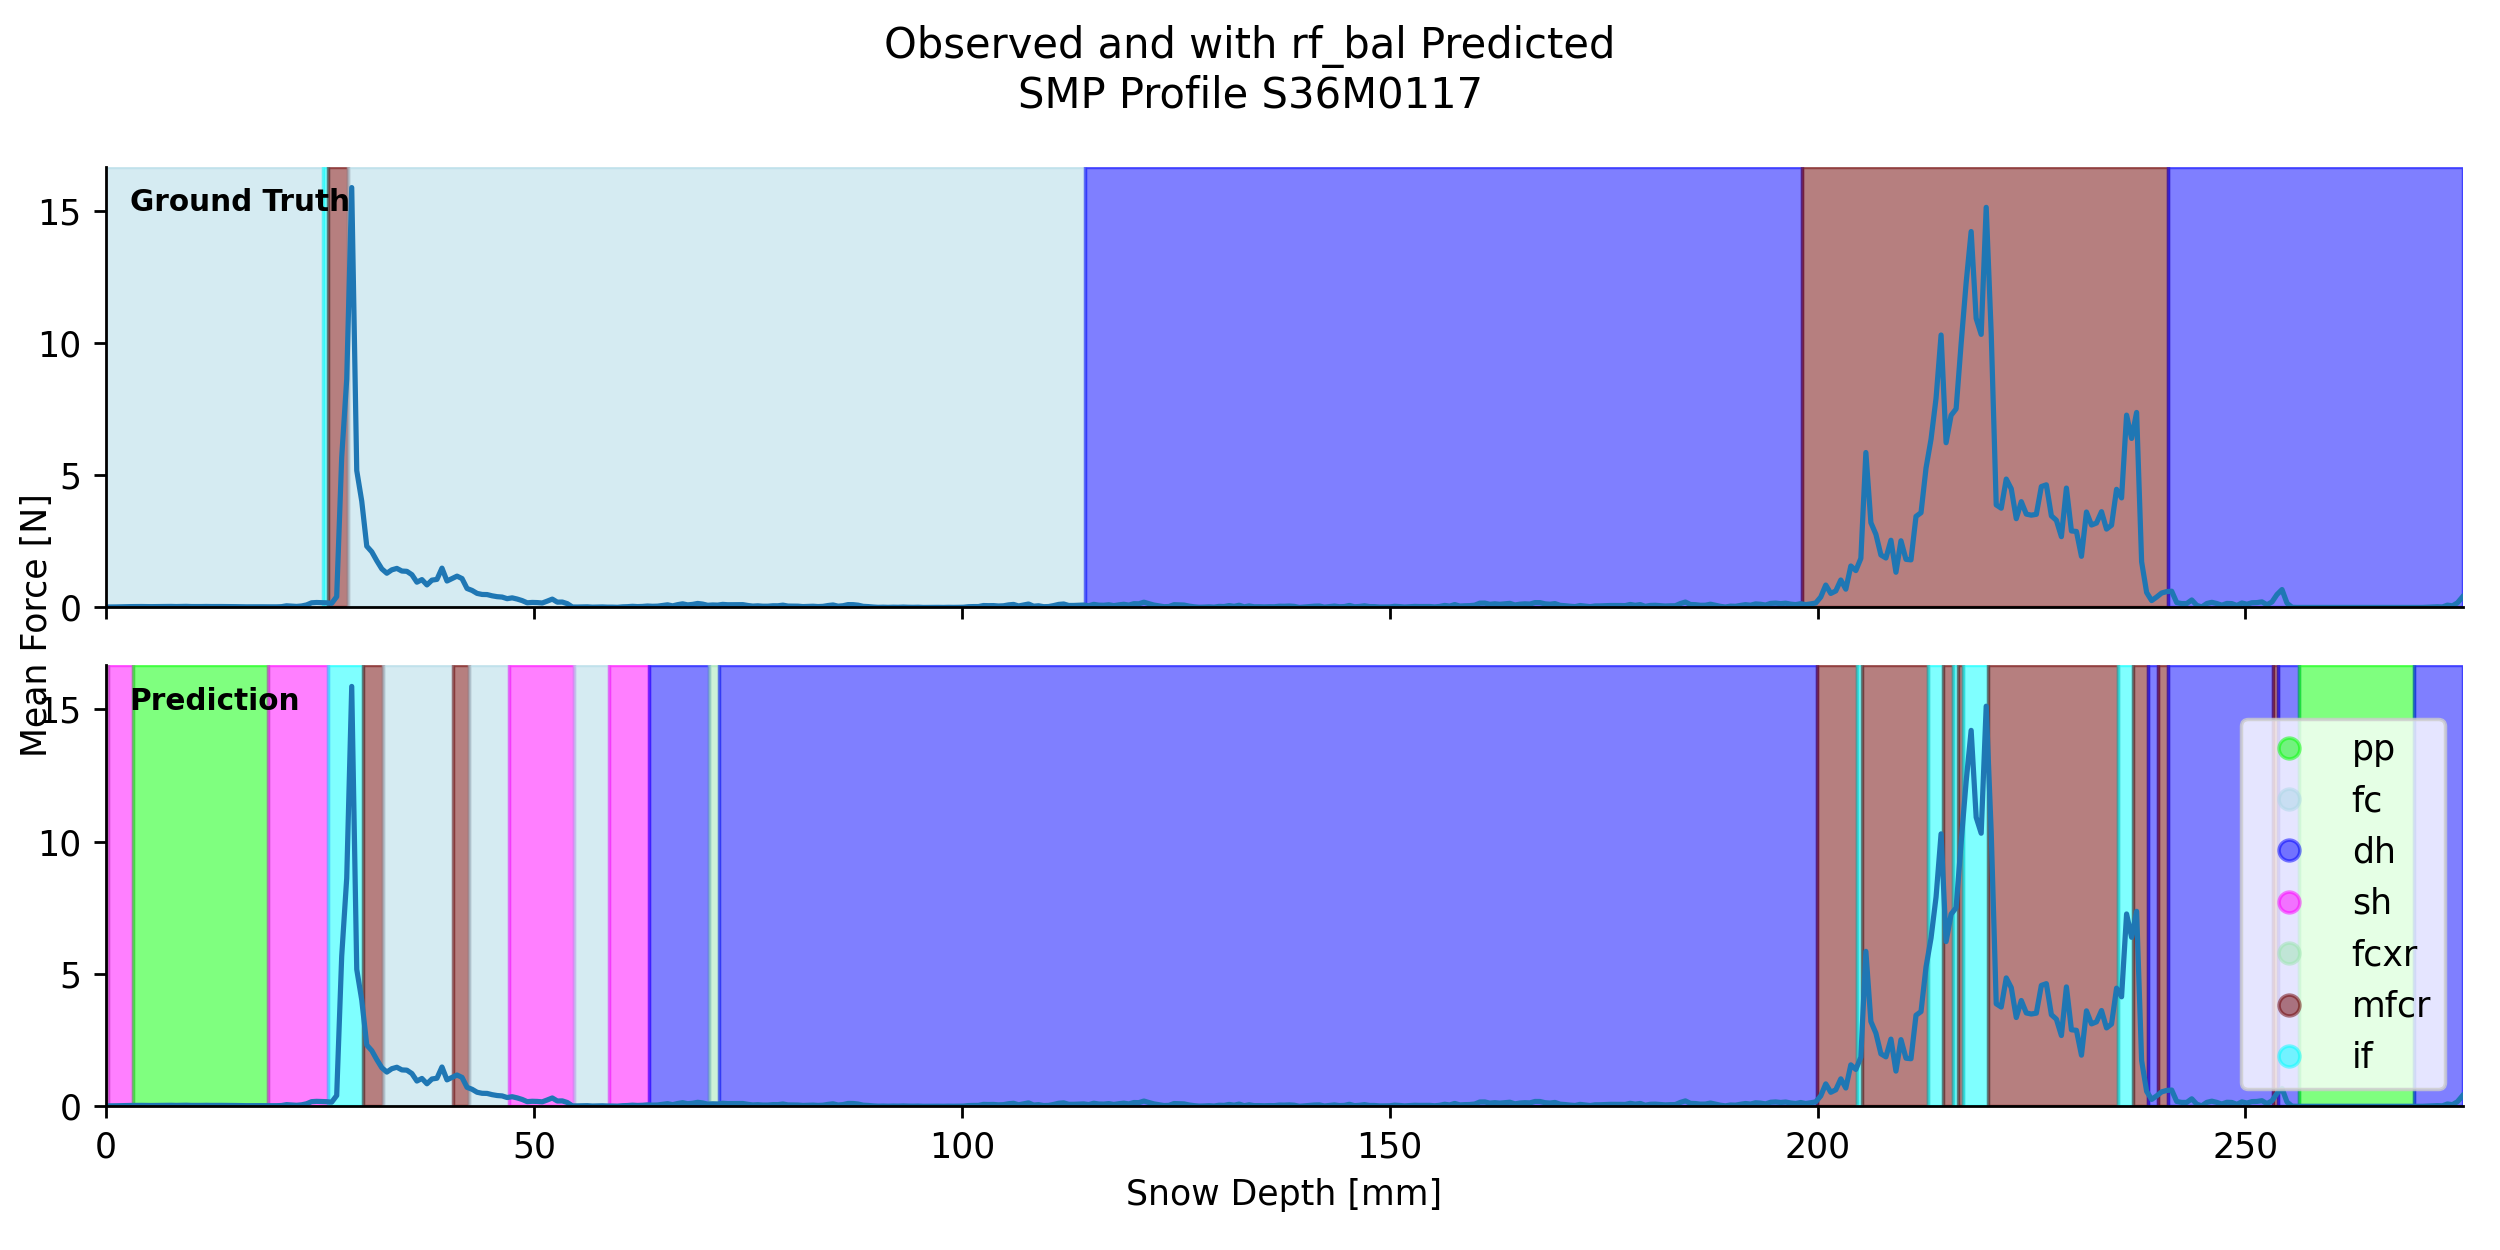 Observed and with rf_bal Predicted
SMP Profile S36M0117
Mean Force [N]
Ground Truth
15
10
5
0
Prediction
15
10
5
0
pp
fc
dh
sh
fcxr
mfcr
if
0 50 100 150 200 250
Snow Depth [mm]